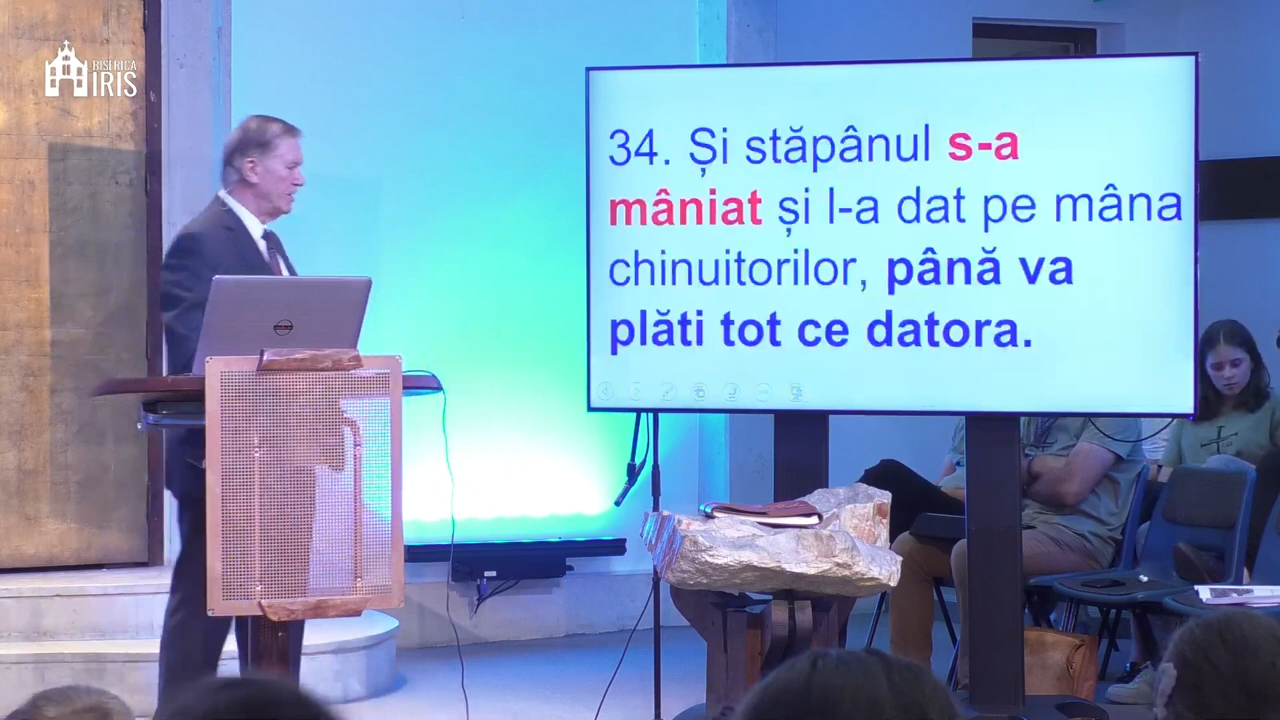 BISERICA
IRIS
34. Și stăpânul s-a
mâniat și l-a dat pe mâna
chinuitorilor, până va
plăti tot ce datora.